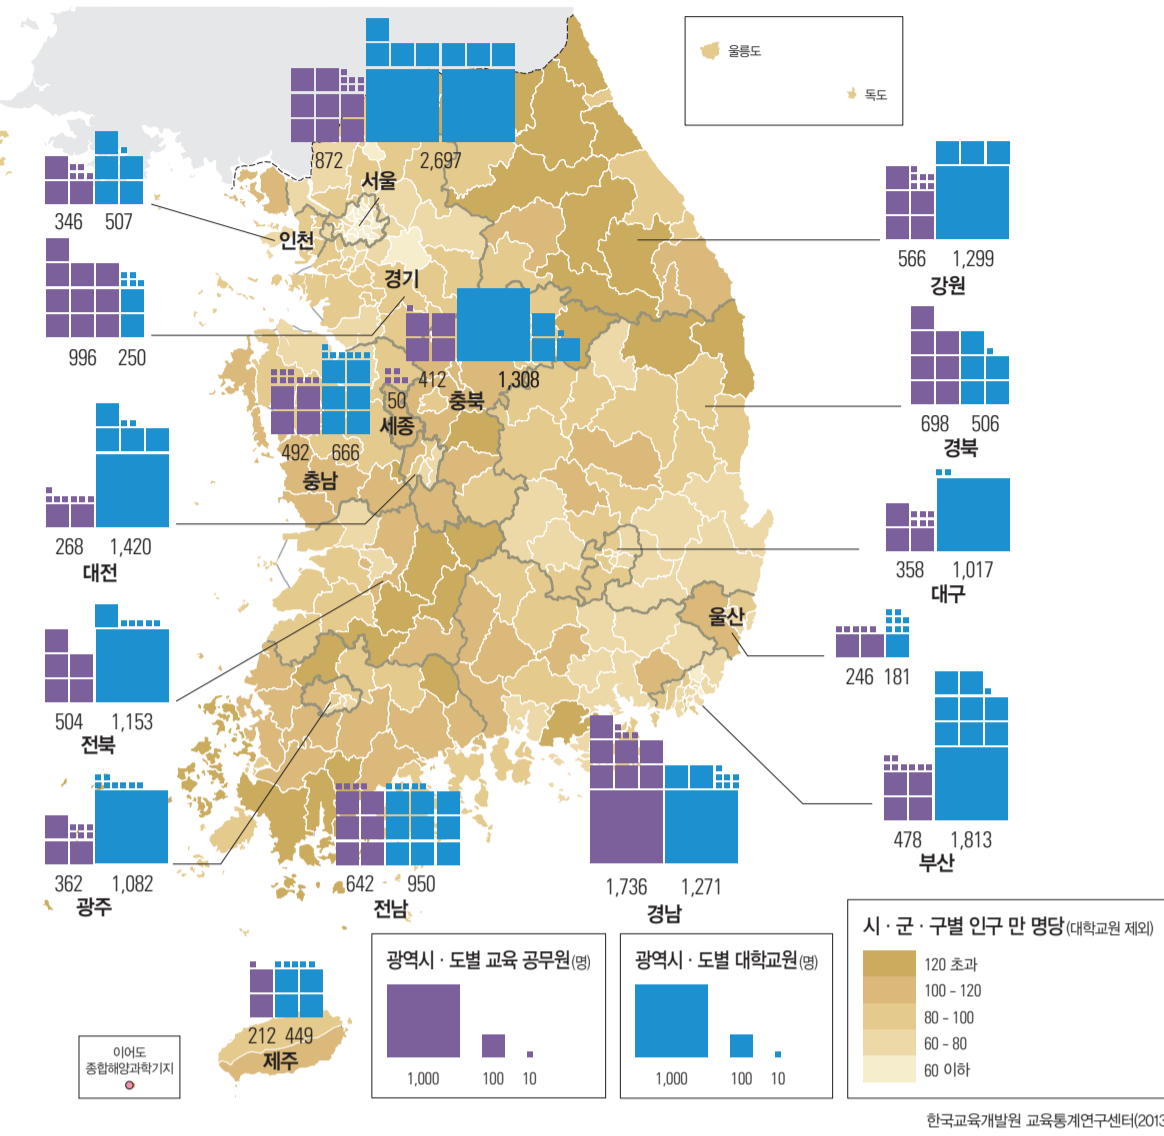 울릉도
독도
872 2,697
서울
346 507
인천
996 250
경기
566 1,299
강원
412 1,308
충북
50
세종
492 666
충남
698 506
경북
268 1,420
대전
358 1,017
대구
울산
246 181
504 1,153
전북
478 1,813
부산
362 1,082
광주
642 950
전남
1,736 1,271
경남
212 449
제주
이어도
종합해양과학기지
광역시 · 도별 교육 공무원(명)
1,000 100 10
광역시 · 도별 대학교원(명)
1,000 100 10
시 · 군 · 구별 인구 만 명당(대학교원 제외)
120 초과
100 - 120
80 - 100
60 - 80
60 이하
한국교육개발원 교육통계연구센터(2013